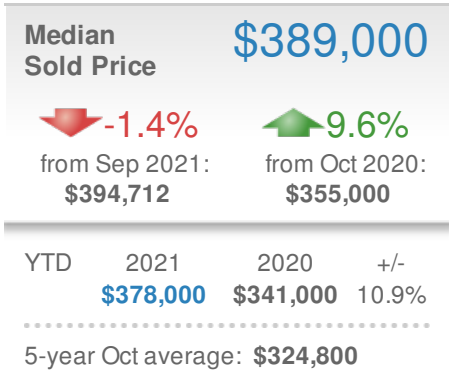 Median $389,000
Sold Price
-1.4% 9.6%
from Sep 2021: from Oct 2020:
$394,712 $355,000
YTD 2021 2020 +/-
$378,000 $341,000 10.9%
5-year Oct average: $324,800